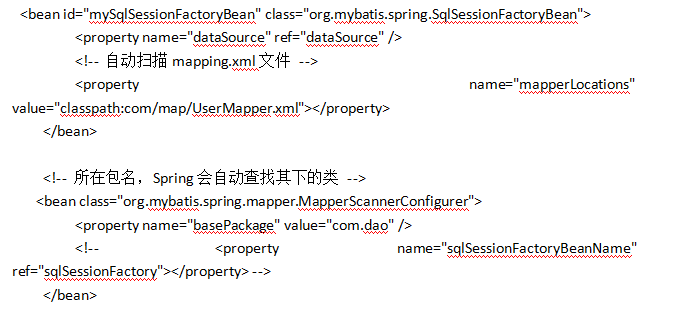 <bean id="mySqlSessionFactoryBean" class="org.mybatis.spring.SqlSessionFactoryBean">
<property name="dataSource" ref="dataSource" />
<!-- 自动扫描 mapping.xml 文件 -->
<property name="mapperLocations"
value="classpath:com/map/UserMapper.xml"></property>
</bean>
<!-- 所在包名，Spring 会自动查找其下的类 -->
<bean class="org.mybatis.spring.mapper.MapperScannerConfigurer">
<property name="basePackage" value="com.dao" />
<!-- <property name="sqlSessionFactoryBeanName"
ref="sqlSessionFactory"></property> -->
</bean>